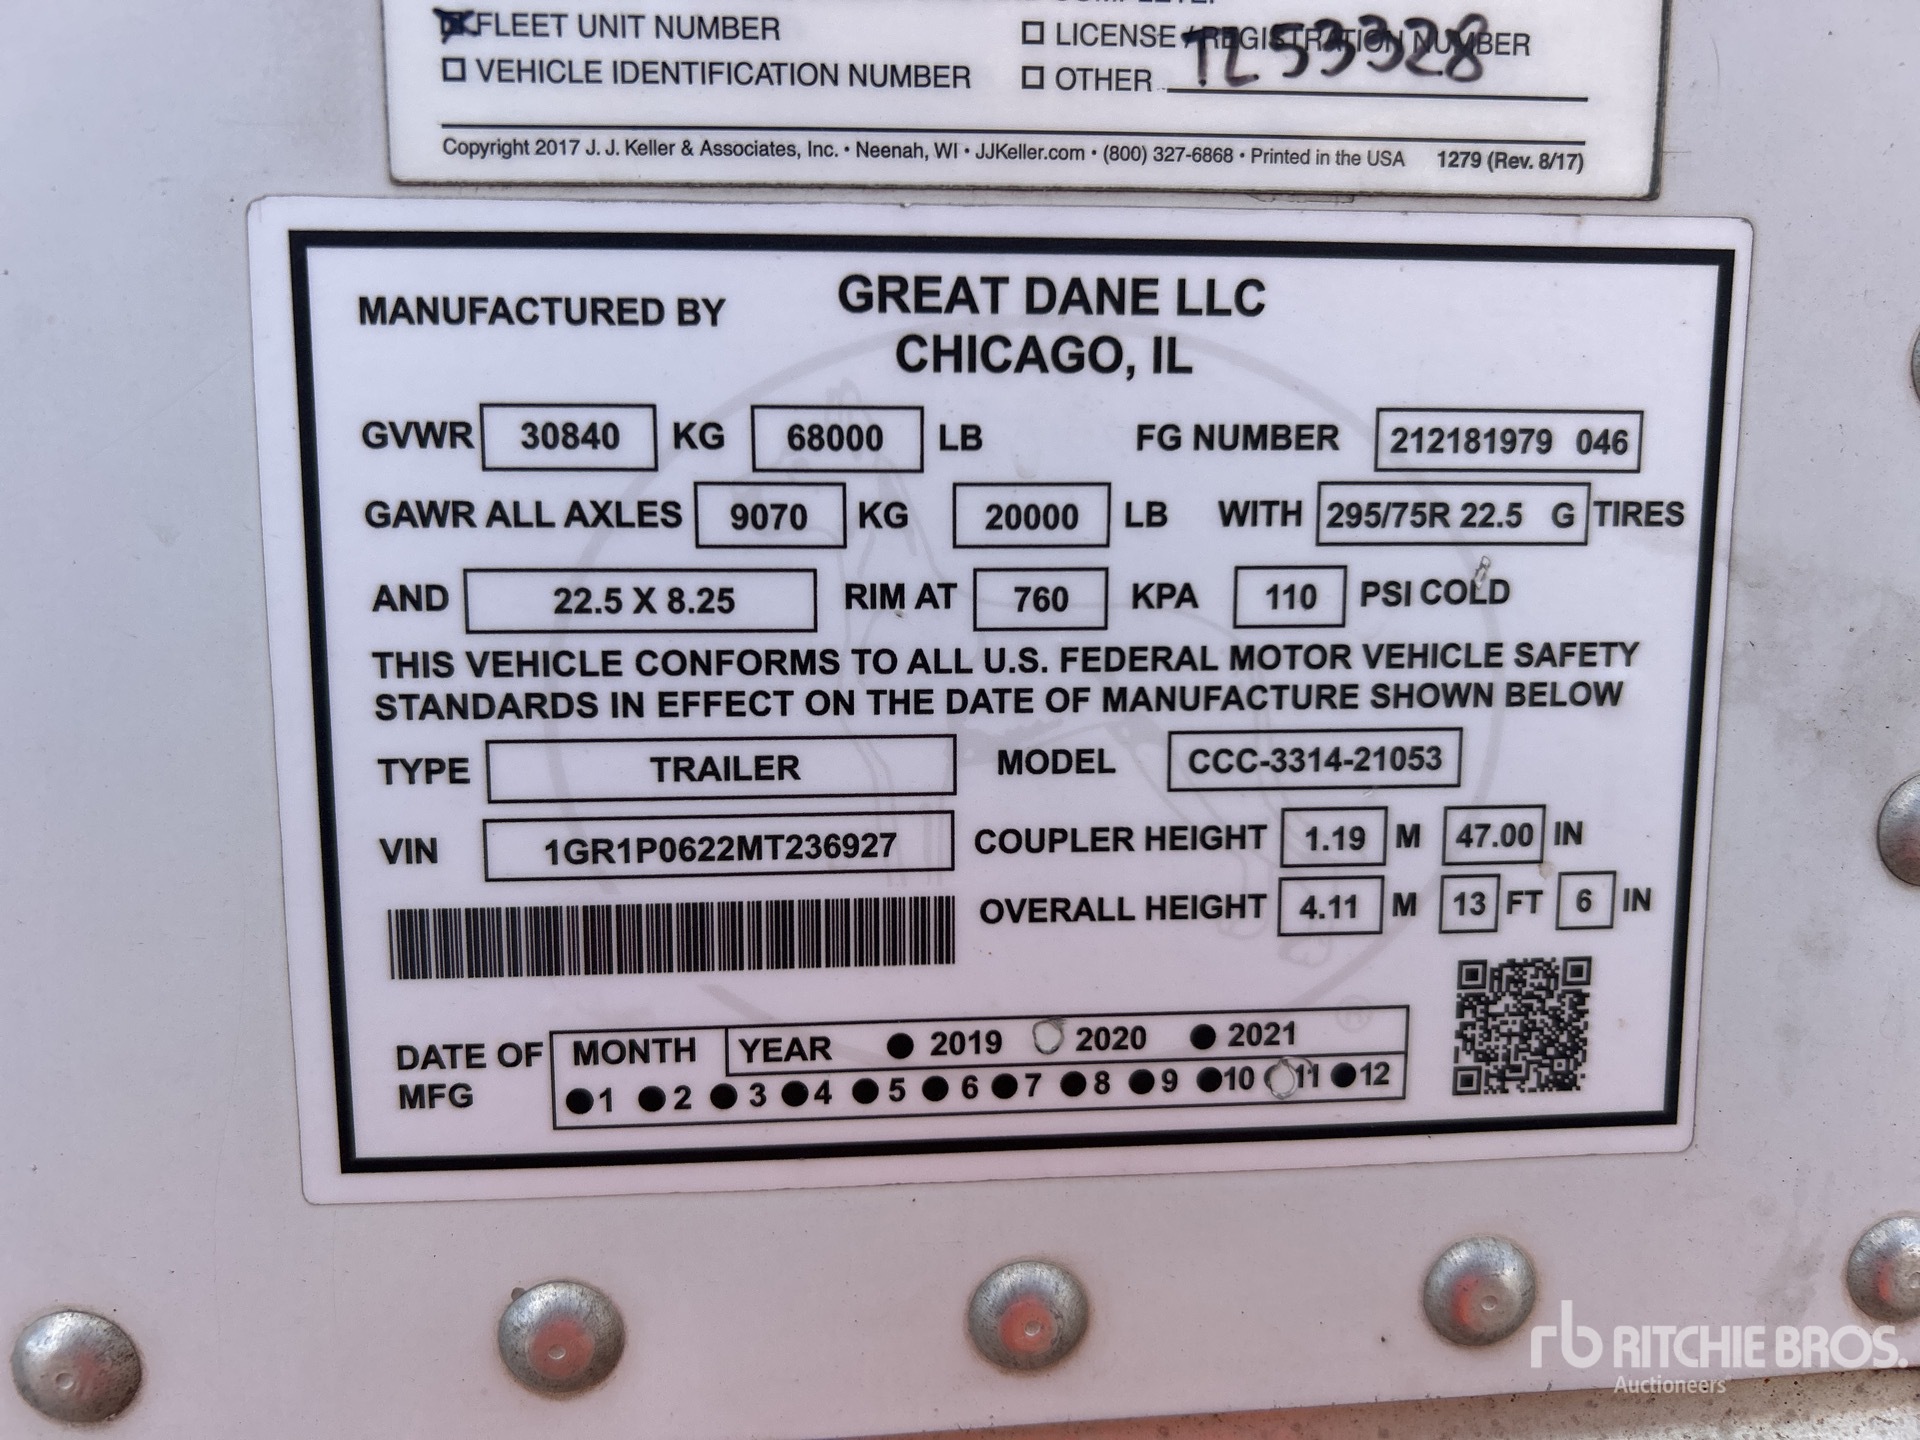 FLEET UNIT NUMBER
LICENSE / REGISTRATION NUMBER
VEHICLE IDENTIFICATION NUMBER
OTHER TL53328
Copyright 2017 J. J. Keller & Associates, Inc. • Neenah, WI • JJKeller.com • (800) 327-6868 • Printed in the USA 1279 (Rev. 8/17)
MANUFACTURED BY GREAT DANE LLC
CHICAGO, IL
GVWR 30840 KG 68000 LB FG NUMBER 212181979 046
GAWR ALL AXLES 9070 KG 20000 LB WITH 295/75R 22.5 G TIRES
AND 22.5 X 8.25 RIM AT 760 KPA 110 PSI COLD
THIS VEHICLE CONFORMS TO ALL U.S. FEDERAL MOTOR VEHICLE SAFETY
STANDARDS IN EFFECT ON THE DATE OF MANUFACTURE SHOWN BELOW
TYPE TRAILER MODEL CCC-3314-21053
VIN 1GR1P0622MT236927 COUPLER HEIGHT 1.19 M 47.00 IN
OVERALL HEIGHT 4.11 M 13 FT 6 IN
DATE OF MFG MONTH YEAR 2019 2020 2021
1 2 3 4 5 6 7 8 9 10 11 12
®
rb RITCHIE BROS.
Auctioneers